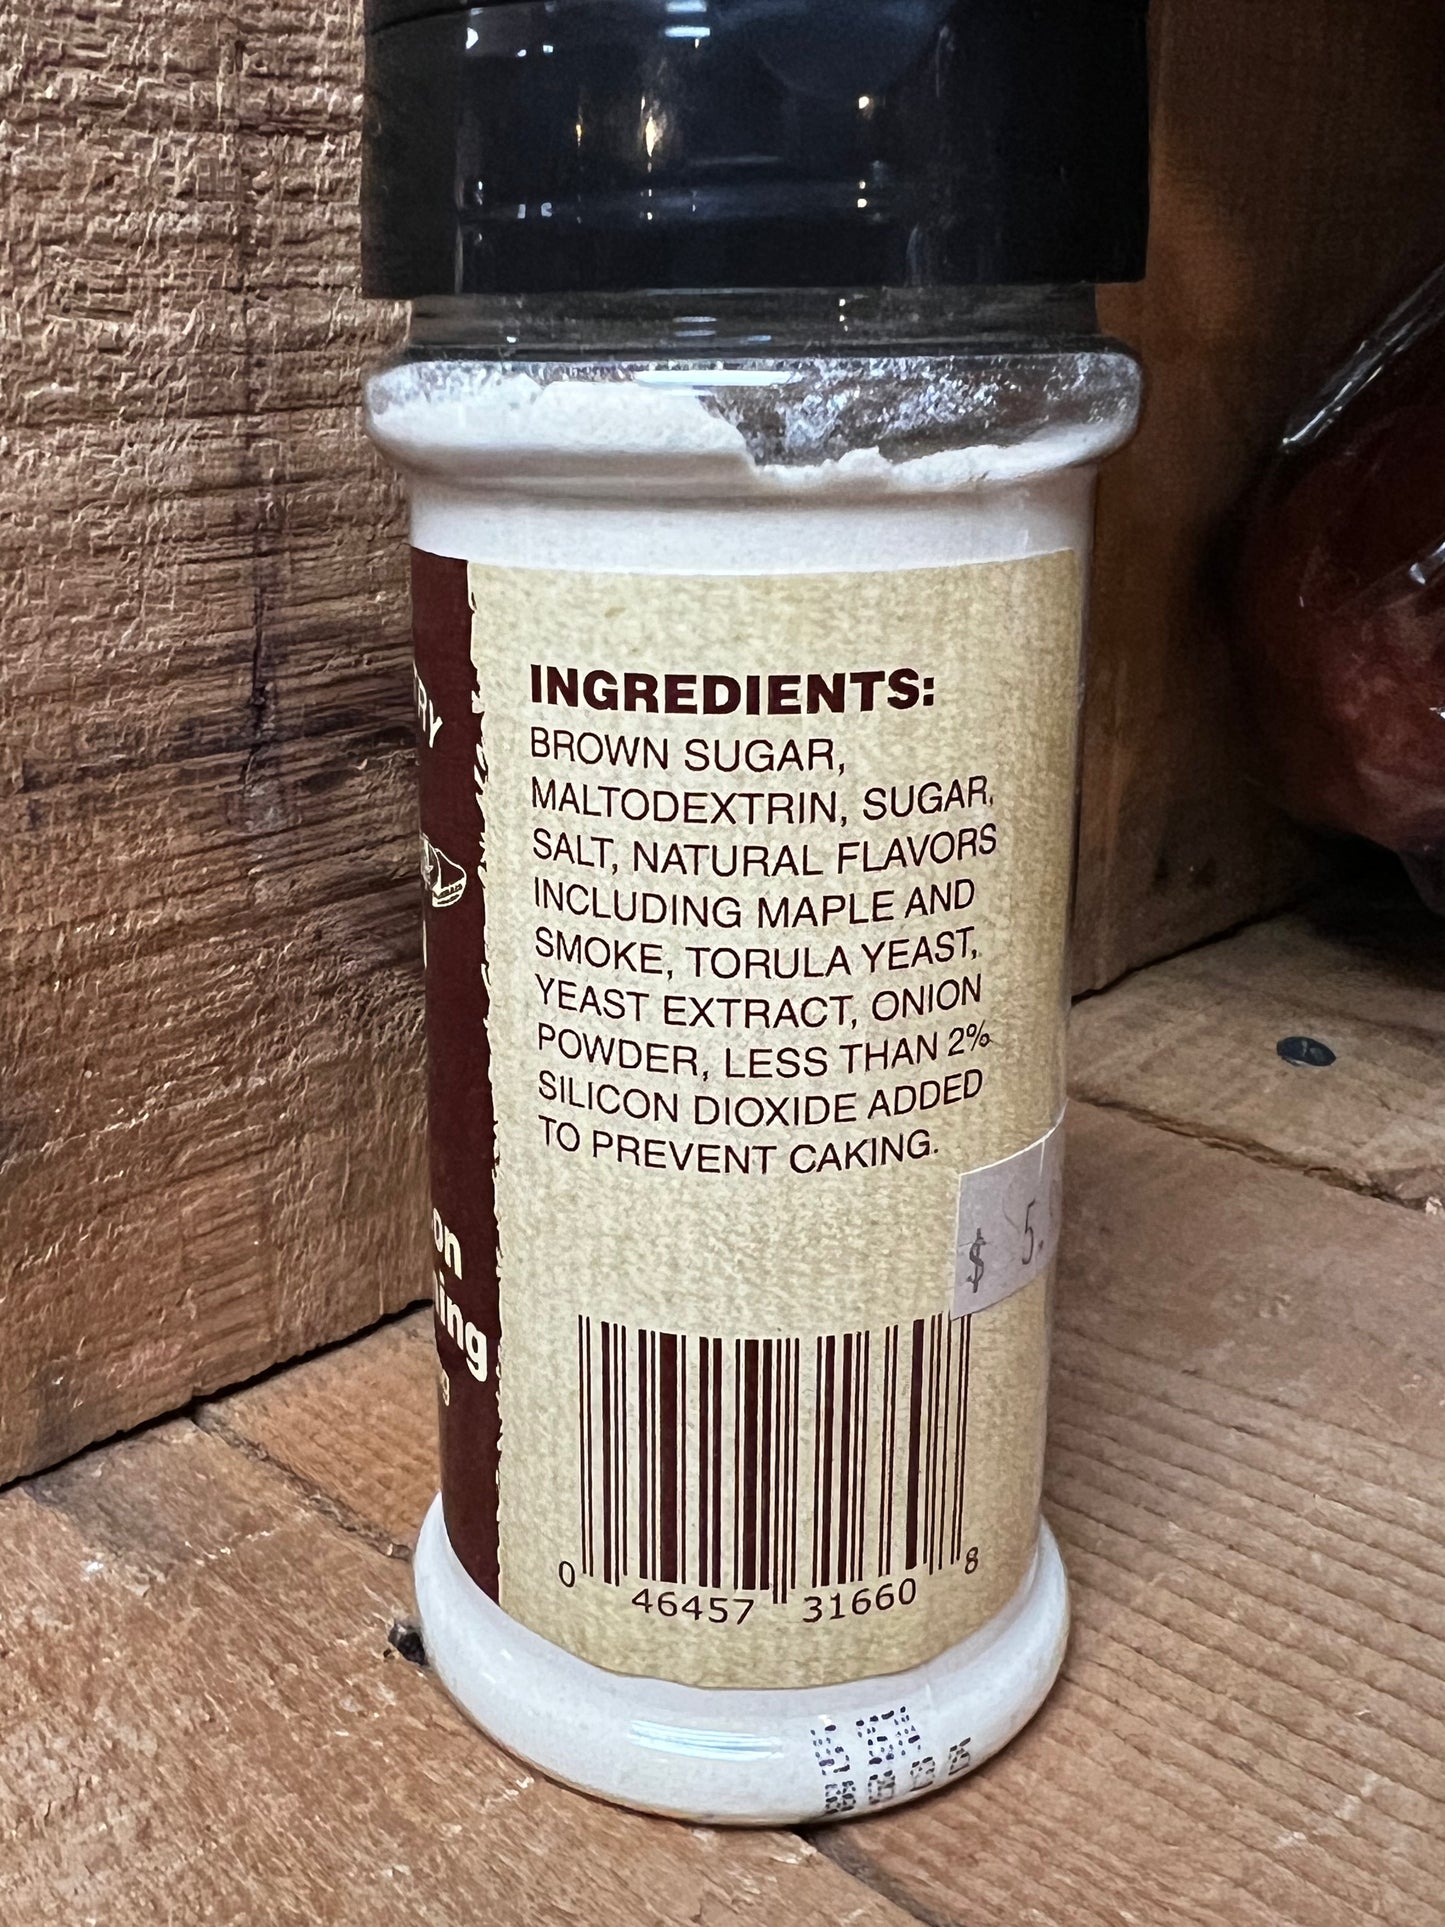 INGREDIENTS:
BROWN SUGAR,
MALTODEXTRIN, SUGAR,
SALT, NATURAL FLAVORS
INCLUDING MAPLE AND
SMOKE, TORULA YEAST,
YEAST EXTRACT, ONION
POWDER, LESS THAN 2%
SILICON DIOXIDE ADDED
TO PREVENT CAKING.
$ 5.
0 46457 31660 8